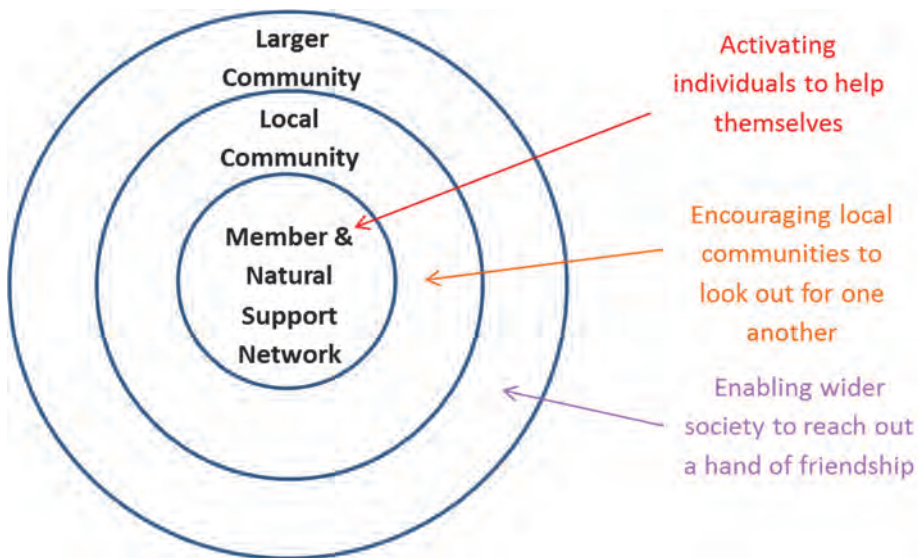 Larger
Community
Local
Community
Member &
Natural
Support
Network
Activating
individuals to help
themselves
Encouraging local
communities to
look out for one
another
Enabling wider
society to reach out
a hand of friendship